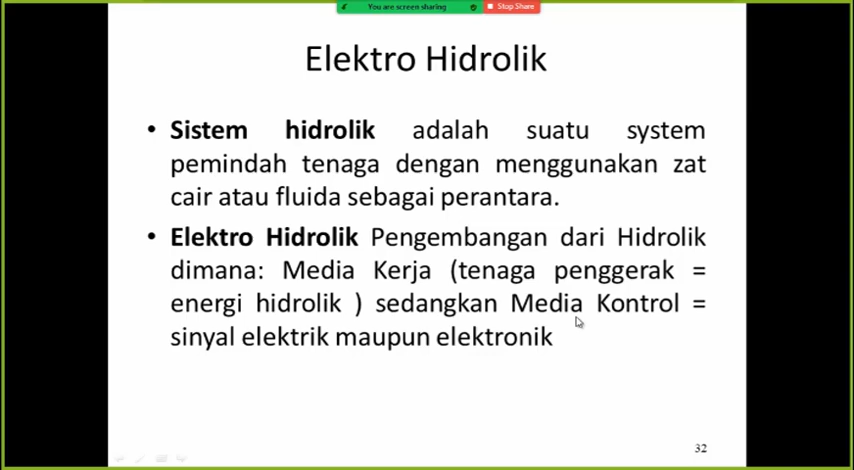 You are screen sharing
Stop Share
Elektro Hidrolik
• Sistem hidrolik adalah suatu system
pemindah tenaga dengan menggunakan zat
cair atau fluida sebagai perantara.
• Elektro Hidrolik Pengembangan dari Hidrolik
dimana: Media Kerja (tenaga penggerak =
energi hidrolik ) sedangkan Media Kontrol =
sinyal elektrik maupun elektronik
32